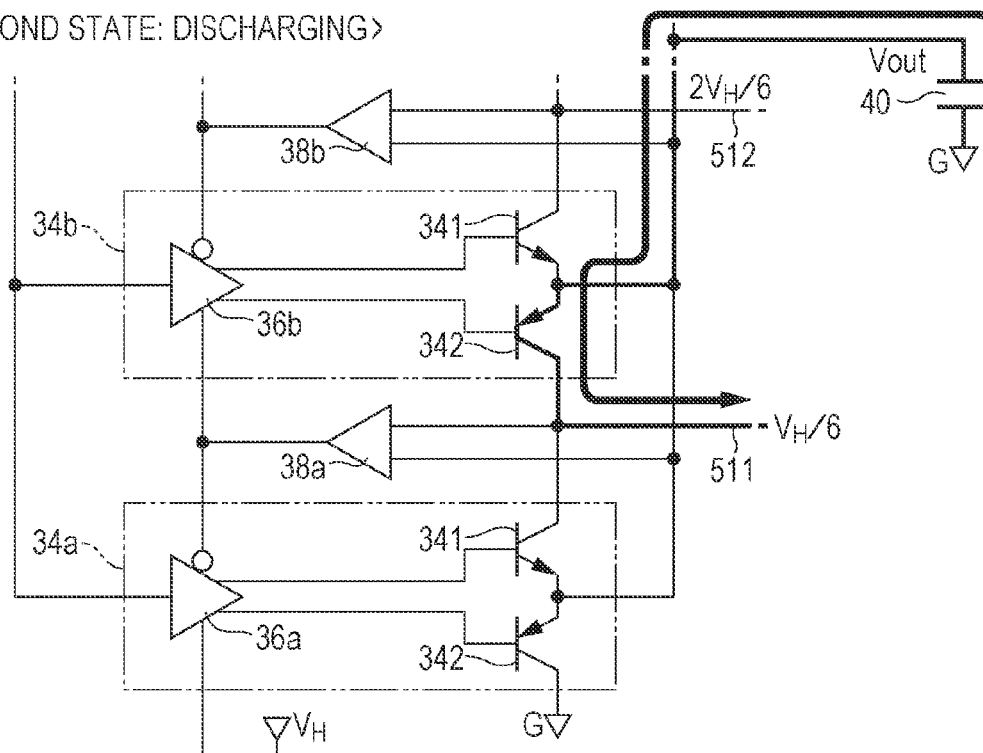 OND STATE: DISCHARGING>
Vout
40
G
2VH/6
512
38b
34b
341
36b
342
VH/6
511
38a
34a
341
36a
342
VH
G